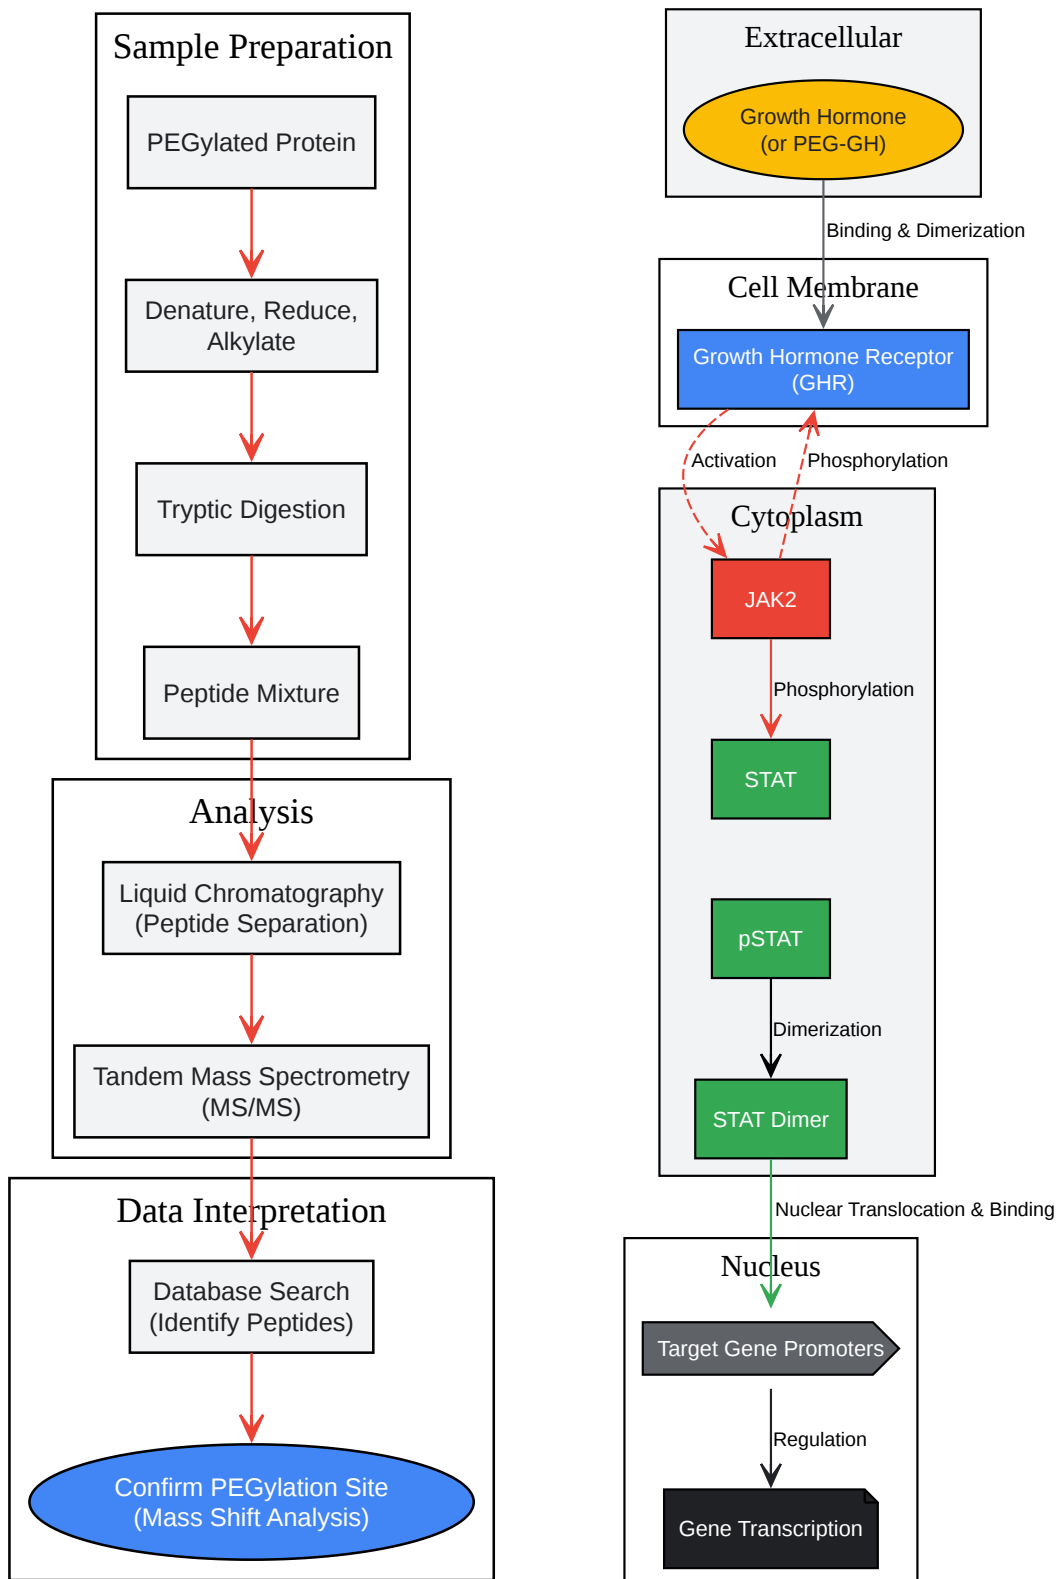 Sample Preparation
PEGylated Protein
Denature, Reduce,
Alkylate
Tryptic Digestion
Peptide Mixture
Analysis
Liquid Chromatography
(Peptide Separation)
Tandem Mass Spectrometry
(MS/MS)
Data Interpretation
Database Search
(Identify Peptides)
Confirm PEGylation Site
(Mass Shift Analysis)
Extracellular
Growth Hormone
(or PEG-GH)
Binding & Dimerization
Cell Membrane
Growth Hormone Receptor
(GHR)
Activation
Phosphorylation
Cytoplasm
JAK2
Phosphorylation
STAT
pSTAT
Dimerization
STAT Dimer
Nuclear Translocation & Binding
Nucleus
Target Gene Promoters
Regulation
Gene Transcription